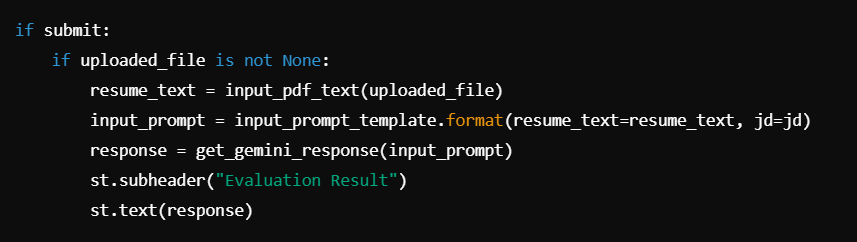 if submit:
    if uploaded_file is not None:
        resume_text = input_pdf_text(uploaded_file)
        input_prompt = input_prompt_template.format(resume_text=resume_text, jd=jd)
        response = get_gemini_response(input_prompt)
        st.subheader("Evaluation Result")
        st.text(response)